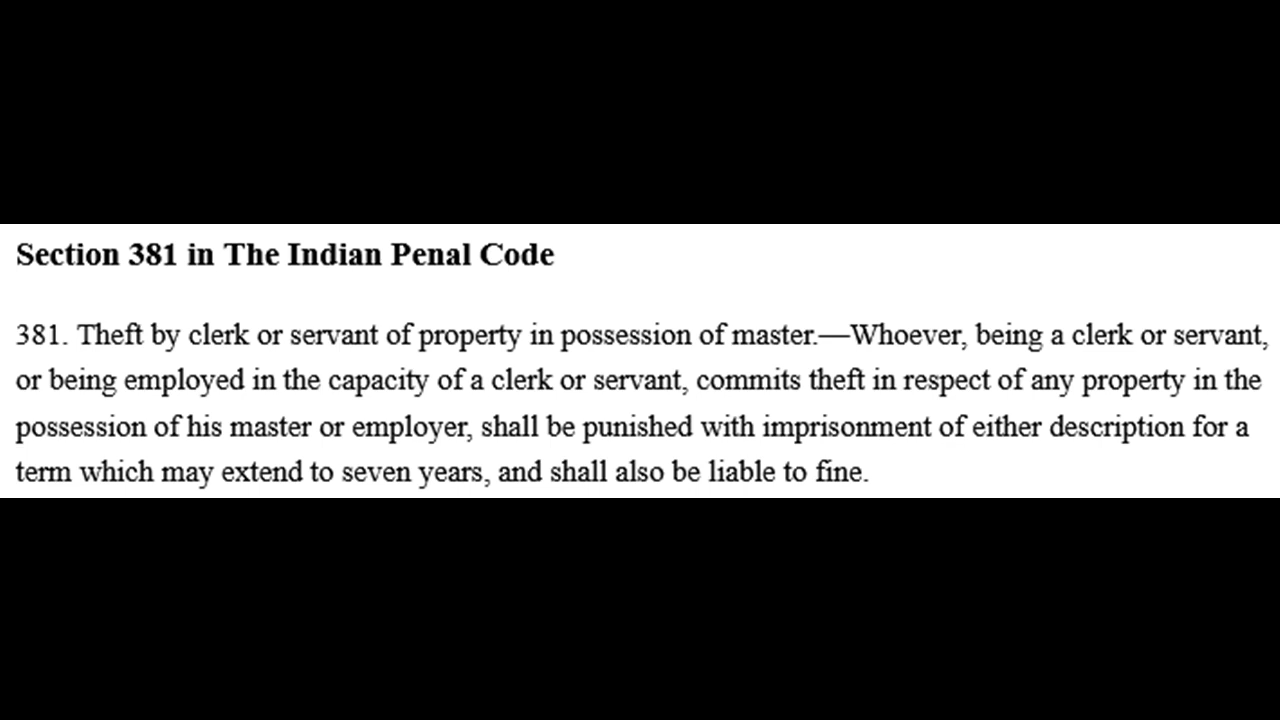 Section 381 in The Indian Penal Code
381. Theft by clerk or servant of property in possession of master.—Whoever, being a clerk or servant,
or being employed in the capacity of a clerk or servant, commits theft in respect of any property in the
possession of his master or employer, shall be punished with imprisonment of either description for a
term which may extend to seven years, and shall also be liable to fine.